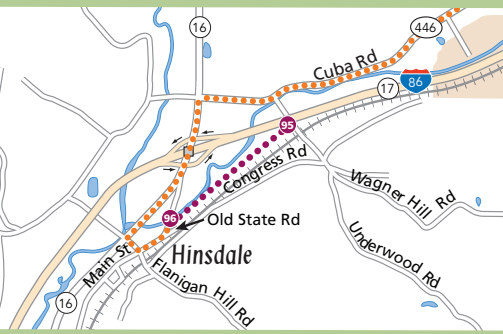 16
446
Cuba Rd
17
86
95
Congress Rd
Wagner Hill Rd
96
Old State Rd
Underwood Rd
Hinsdale
Main St
Flanigan Hill Rd
16